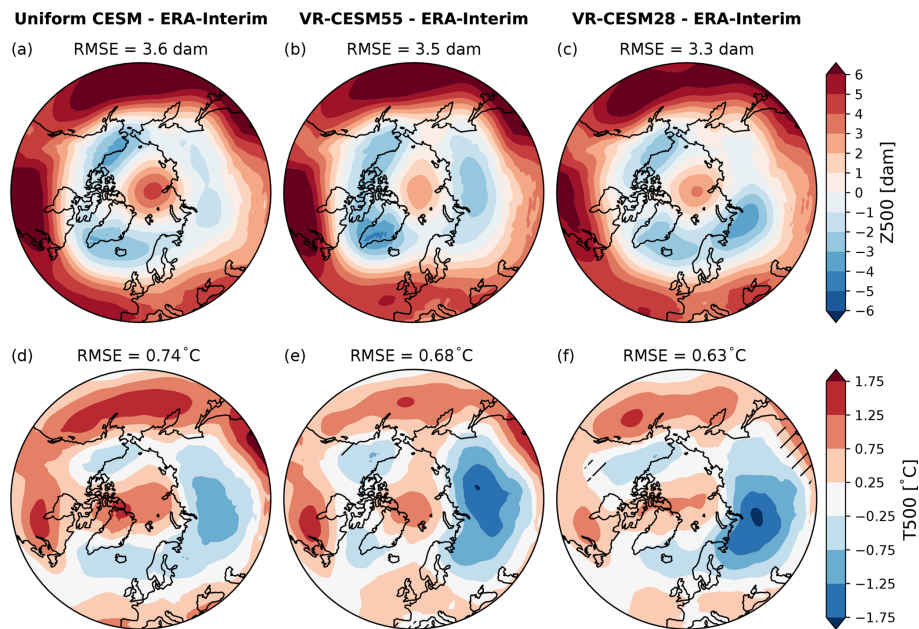 Uniform CESM - ERA-Interim
VR-CESM55 - ERA-Interim
VR-CESM28 - ERA-Interim
(a)
RMSE = 3.6 dam
(b)
RMSE = 3.5 dam
(c)
RMSE = 3.3 dam
6
5
4
3
2
1
0
−1
−2
−3
−4
−5
−6
Z500 [dam]
(d)
RMSE = 0.74˚C
(e)
RMSE = 0.68˚C
(f)
RMSE = 0.63˚C
1.75
1.25
0.75
0.25
−0.25
−0.75
−1.25
−1.75
T500 [˚C]